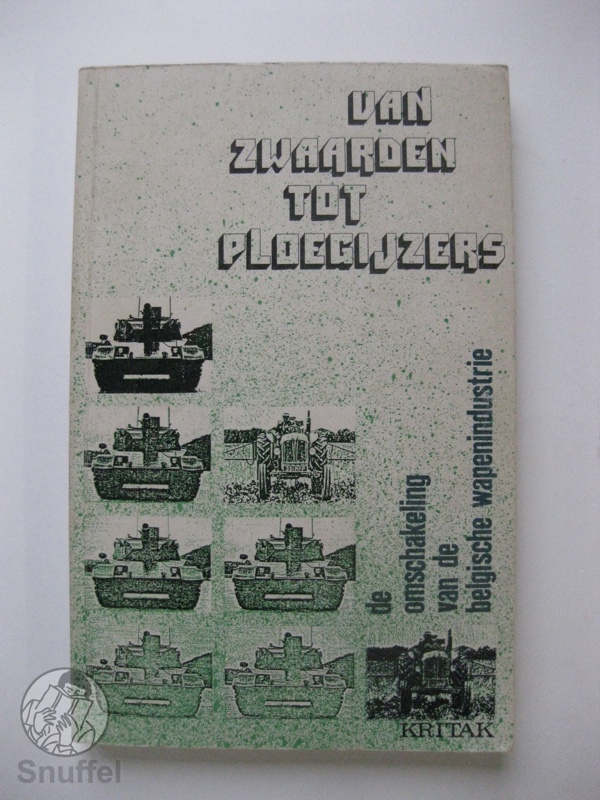 VAN
ZWAARDEN
TOT
PLOEGIJZERS
de
omschakeling
van de
belgische wapenindustrie
KRITAK
Snuffel